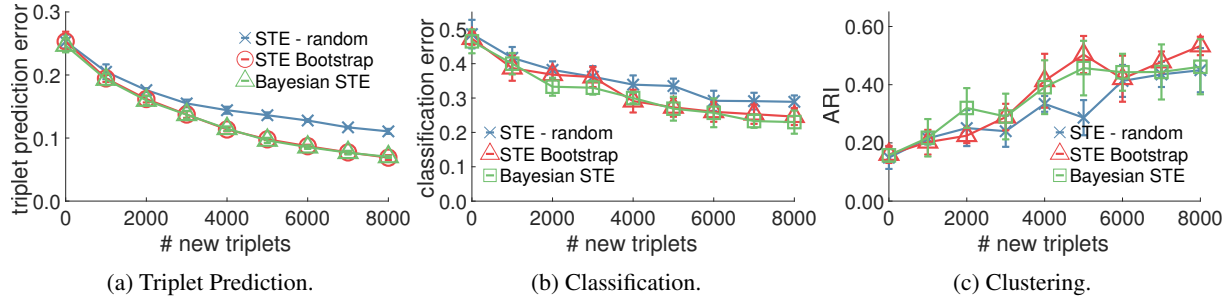 0.3
0.2
0.1
0.0
triplet prediction error
STE - random
STE Bootstrap
Bayesian STE
0 2000 4000 6000 8000
# new triplets
(a) Triplet Prediction.
0.5
0.4
0.3
0.2
0.1
0.0
classification error
STE - random
STE Bootstrap
Bayesian STE
0 2000 4000 6000 8000
# new triplets
(b) Classification.
0.60
0.40
0.20
0.00
ARI
STE - random
STE Bootstrap
Bayesian STE
0 2000 4000 6000 8000
# new triplets
(c) Clustering.